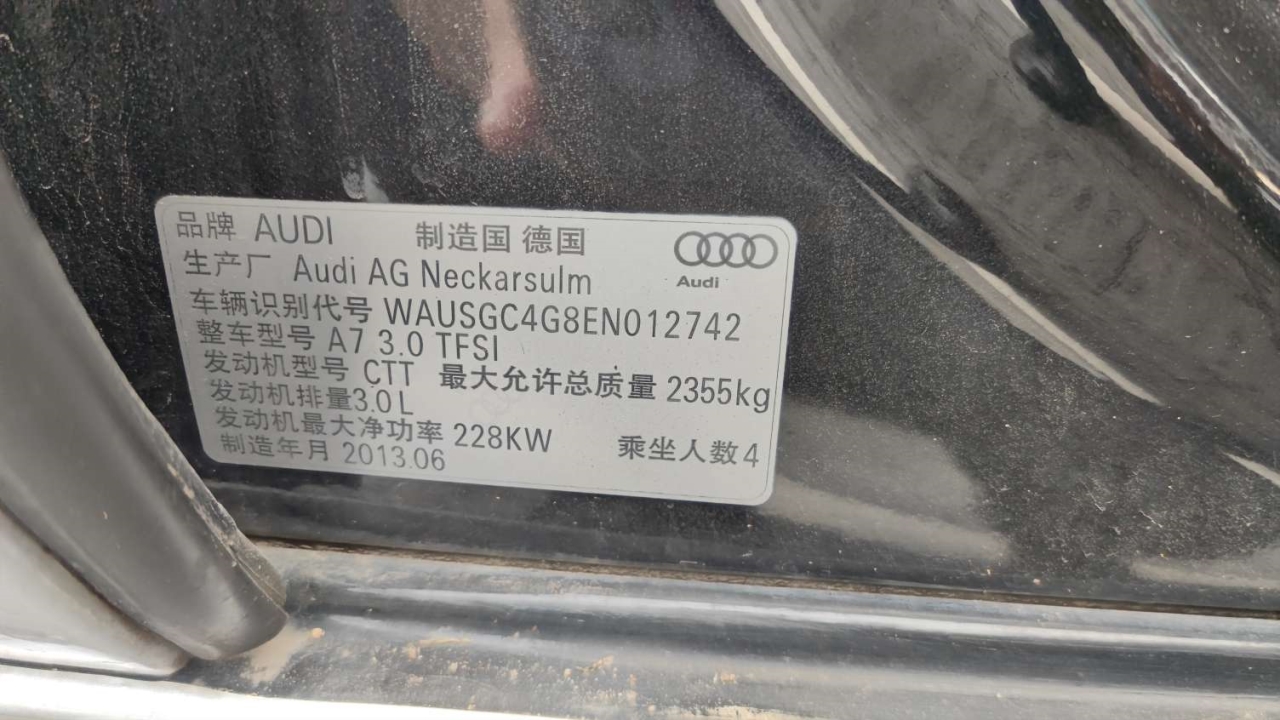 品牌 AUDI 制造国 德国
Audi
生产厂 Audi AG Neckarsulm
车辆识别代号 WAUSGC4G8EN012742
整车型号 A7 3.0 TFSI
发动机型号 CTT 最大允许总质量 2355kg
发动机排量3.0L
发动机最大净功率 228KW 乘坐人数4
制造年月 2013.06